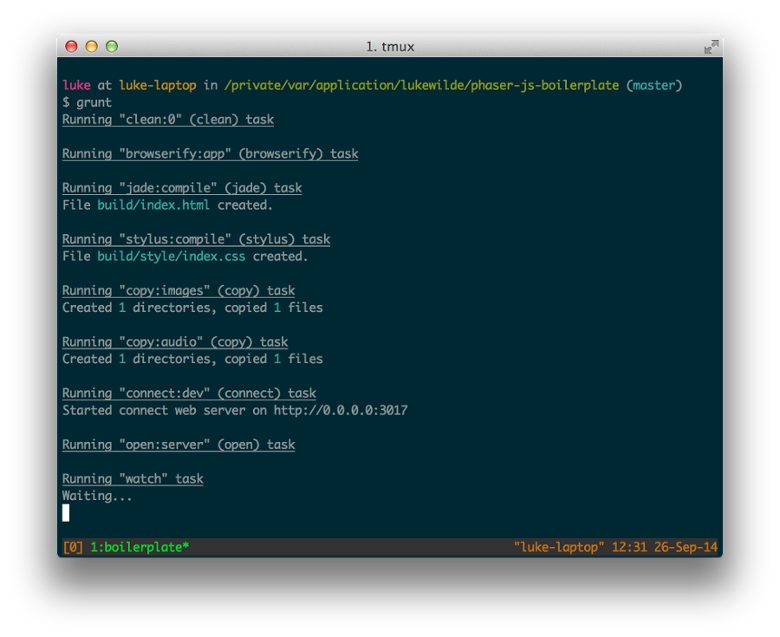 1. tmux
luke at luke-laptop in /private/var/application/lukewilde/phaser-js-boilerplate (master)
$ grunt
Running "clean:0" (clean) task
Running "browserify:app" (browserify) task
Running "jade:compile" (jade) task
File build/index.html created.
Running "stylus:compile" (stylus) task
File build/style/index.css created.
Running "copy:images" (copy) task
Created 1 directories, copied 1 files
Running "copy:audio" (copy) task
Created 1 directories, copied 1 files
Running "connect:dev" (connect) task
Started connect web server on http://0.0.0.0:3017
Running "open:server" (open) task
Running "watch" task
Waiting...
[0] 1:boilerplate* "luke-laptop" 12:31 26-Sep-14